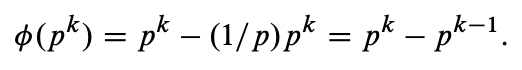 ϕ(p^k) = p^k − (1/p)p^k = p^k − p^{k−1}.